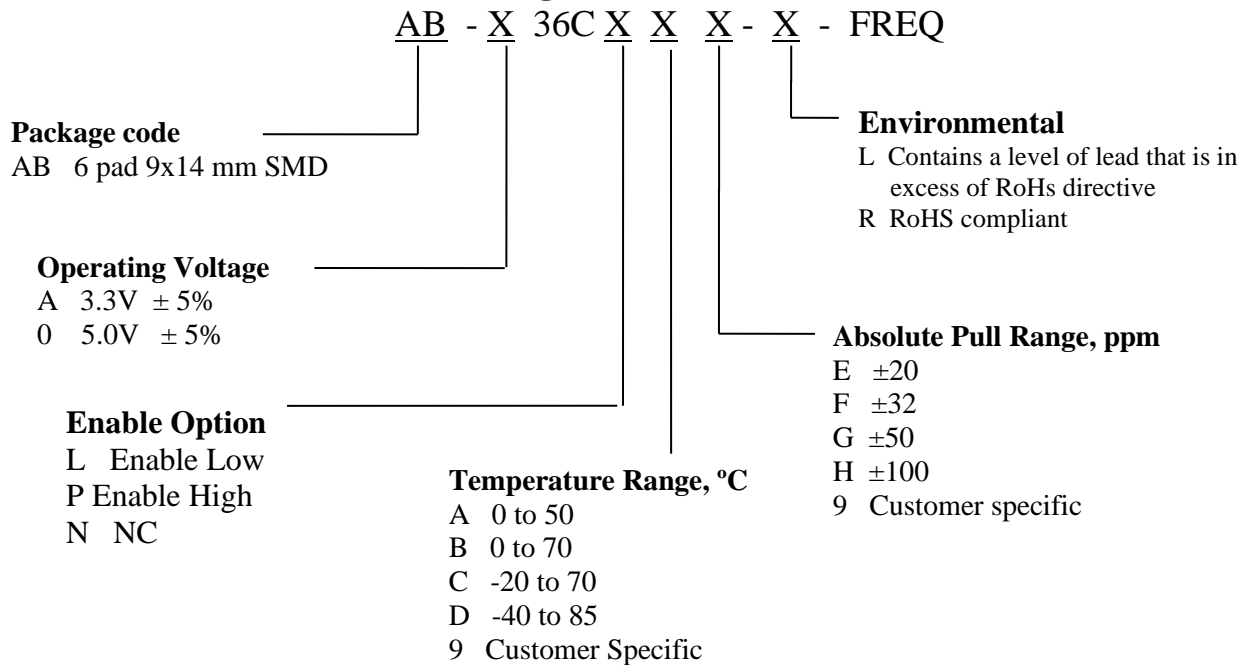 AB - X 36C X X X - X - FREQ
Package code
AB 6 pad 9x14 mm SMD
Environmental
L Contains a level of lead that is in
excess of RoHs directive
R RoHS compliant
Operating Voltage
A 3.3V ± 5%
0 5.0V ± 5%
Absolute Pull Range, ppm
E ±20
F ±32
G ±50
H ±100
9 Customer specific
Enable Option
L Enable Low
P Enable High
N NC
Temperature Range, ºC
A 0 to 50
B 0 to 70
C -20 to 70
D -40 to 85
9 Customer Specific